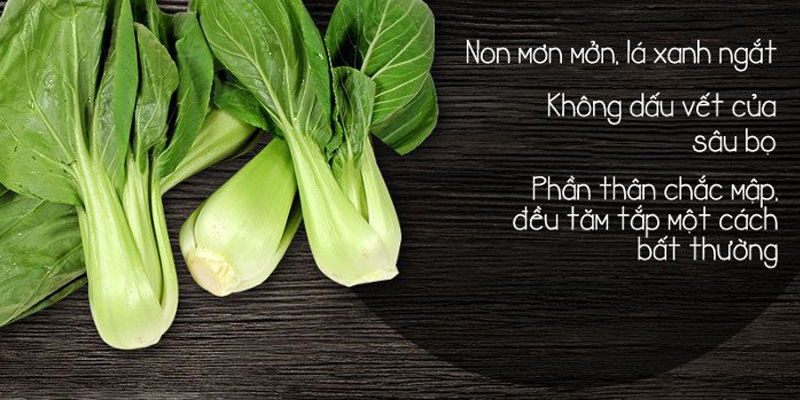 Non mơn mởn, lá xanh ngắt
Không dấu vết của
sâu bọ
Phần thân chắc mập,
đều tăm tắp một cách
bất thường